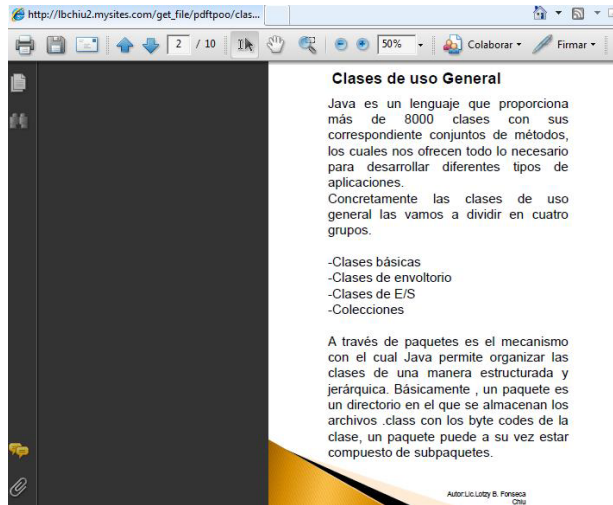 http://lbchiu2.mysites.com/get_file/pdftpoo/clas...
2 / 10
50%
Colaborar
Firmar
Clases de uso General
Java es un lenguaje que proporciona
más de 8000 clases con sus
correspondiente conjuntos de métodos,
los cuales nos ofrecen todo lo necesario
para desarrollar diferentes tipos de
aplicaciones.
Concretamente las clases de uso
general las vamos a dividir en cuatro
grupos.
-Clases básicas
-Clases de envoltorio
-Clases de E/S
-Colecciones
A través de paquetes es el mecanismo
con el cual Java permite organizar las
clases de una manera estructurada y
jerárquica. Básicamente , un paquete es
un directorio en el que se almacenan los
archivos .class con los byte codes de la
clase, un paquete puede a su vez estar
compuesto de subpaquetes.
Autor:Lic.Lotzy B. Fonseca
Chiu